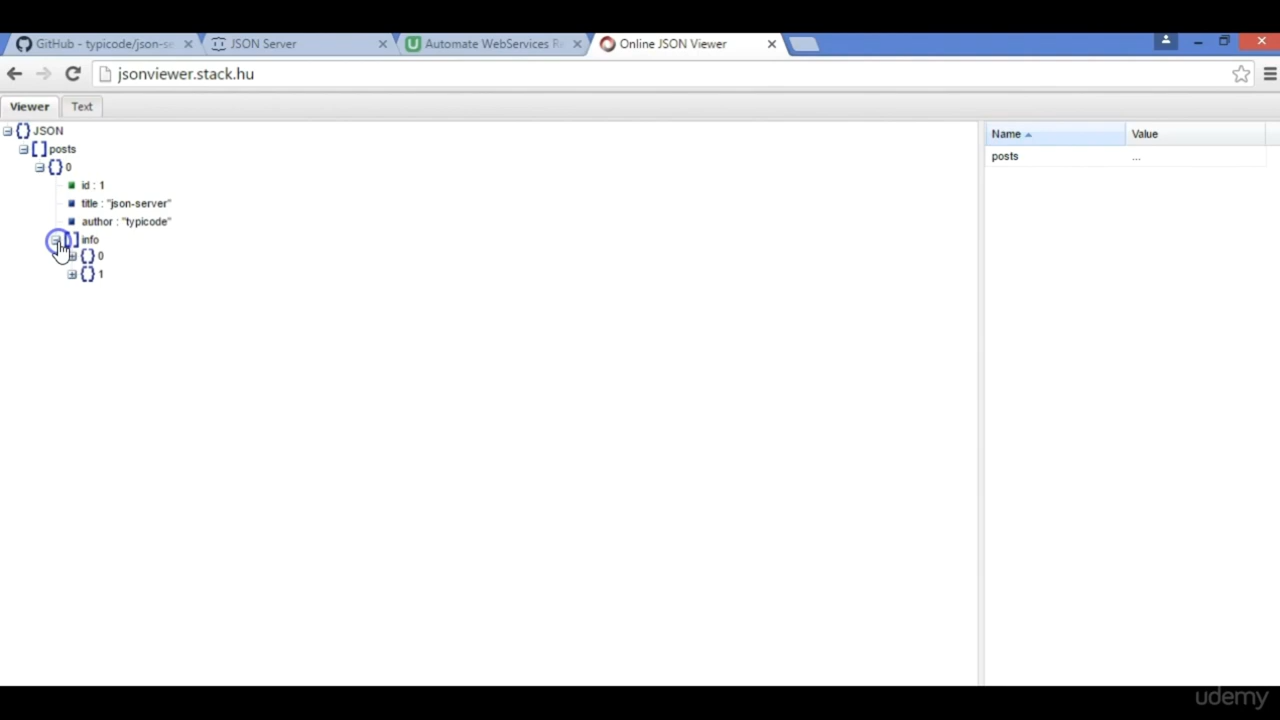 GitHub - typicode/json-se
JSON Server
Automate WebServices Re
Online JSON Viewer
jsonviewer.stack.hu
Viewer
Text
{} JSON
[] posts
{} 0
id : 1
title : "json-server"
author : "typicode"
[] info
{} 0
{} 1
Name
Value
posts
...
udemy